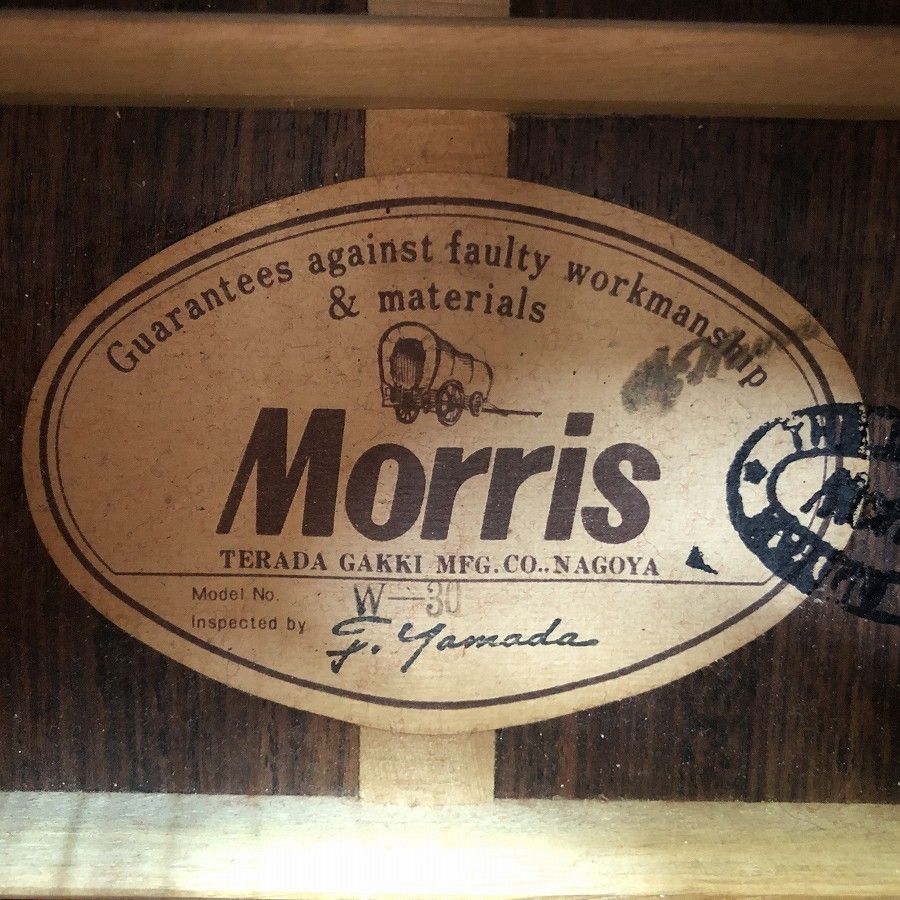 Guarantees against faulty workmanship
& materials
Morris
TERADA GAKKI MFG.CO.,NAGOYA
Model No. W-30
Inspected by F. Yamada